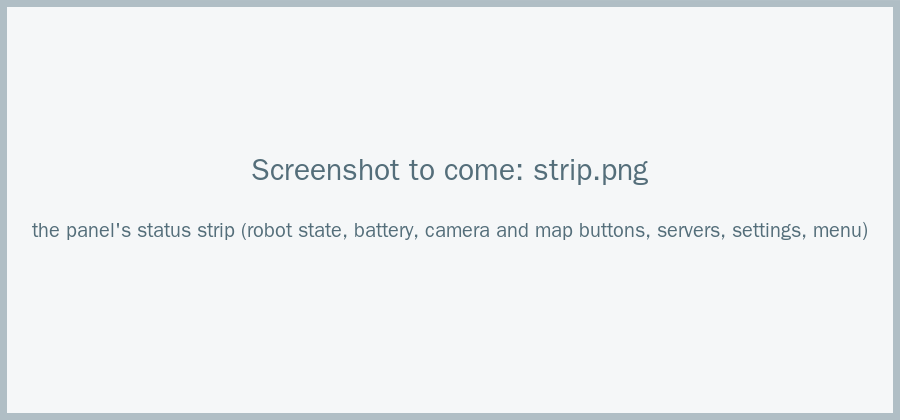 Screenshot to come: strip.png
the panel's status strip (robot state, battery, camera and map buttons, servers, settings, menu)